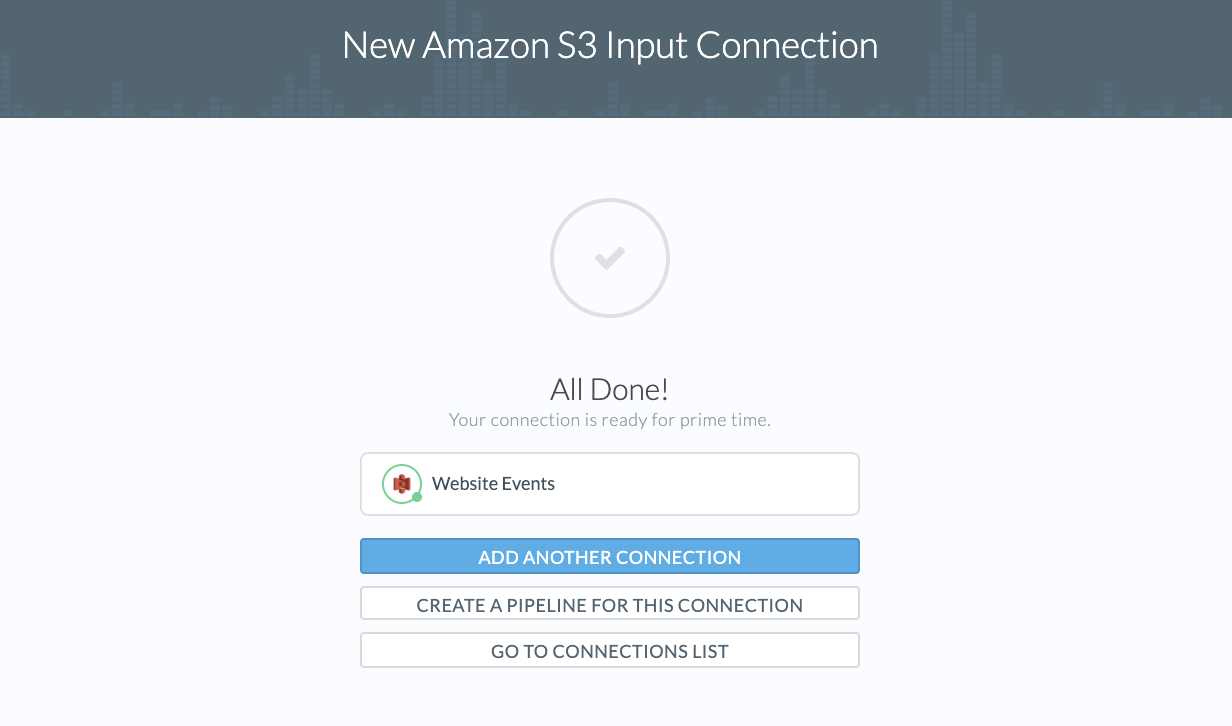 New Amazon S3 Input Connection
All Done!
Your connection is ready for prime time.
Website Events
ADD ANOTHER CONNECTION
CREATE A PIPELINE FOR THIS CONNECTION
GO TO CONNECTIONS LIST